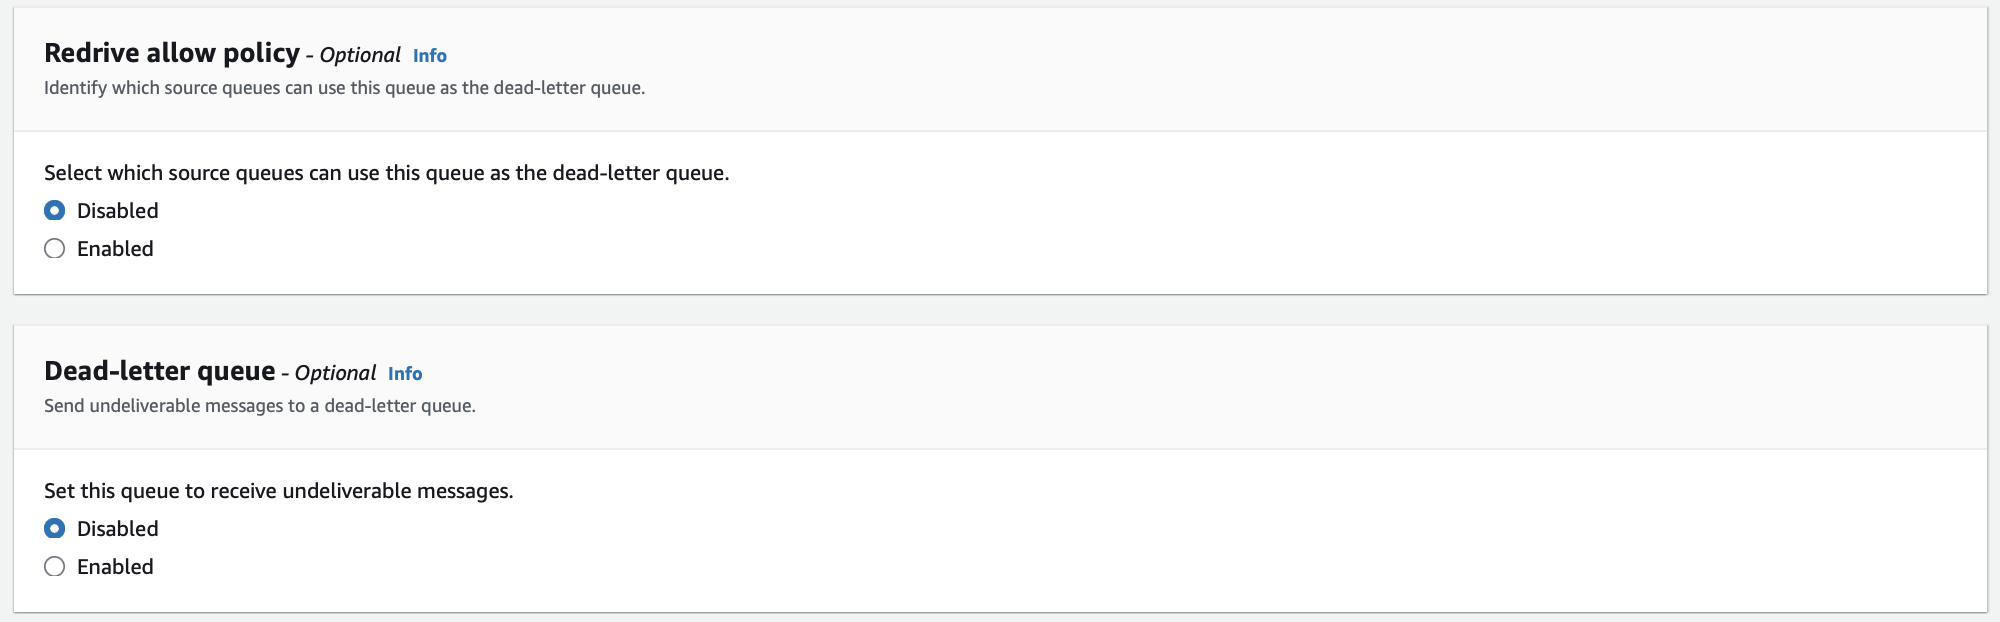 Redrive allow policy - Optional Info
Identify which source queues can use this queue as the dead-letter queue.
Select which source queues can use this queue as the dead-letter queue.
Disabled
Enabled
Dead-letter queue - Optional Info
Send undeliverable messages to a dead-letter queue.
Set this queue to receive undeliverable messages.
Disabled
Enabled